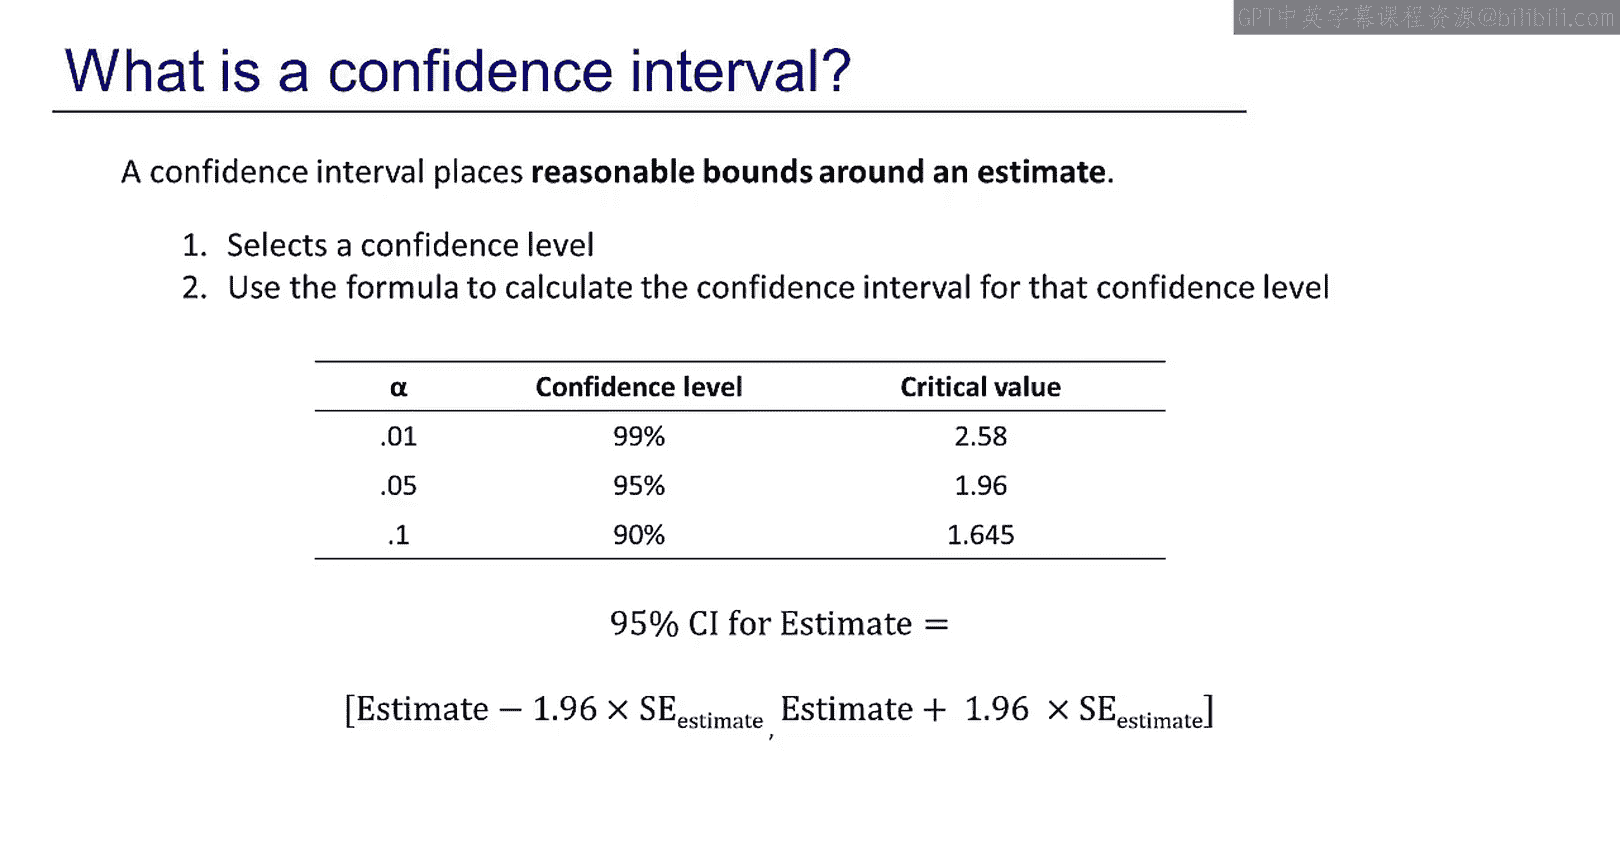 GPT中英字幕课程资源@bilibili.com
What is a confidence interval?
A confidence interval places reasonable bounds around an estimate.
1. Selects a confidence level
2. Use the formula to calculate the confidence interval for that confidence level
α Confidence level Critical value
.01 99% 2.58
.05 95% 1.96
.1 90% 1.645
95% CI for Estimate =
[Estimate − 1.96 × SEestimate, Estimate + 1.96 × SEestimate]